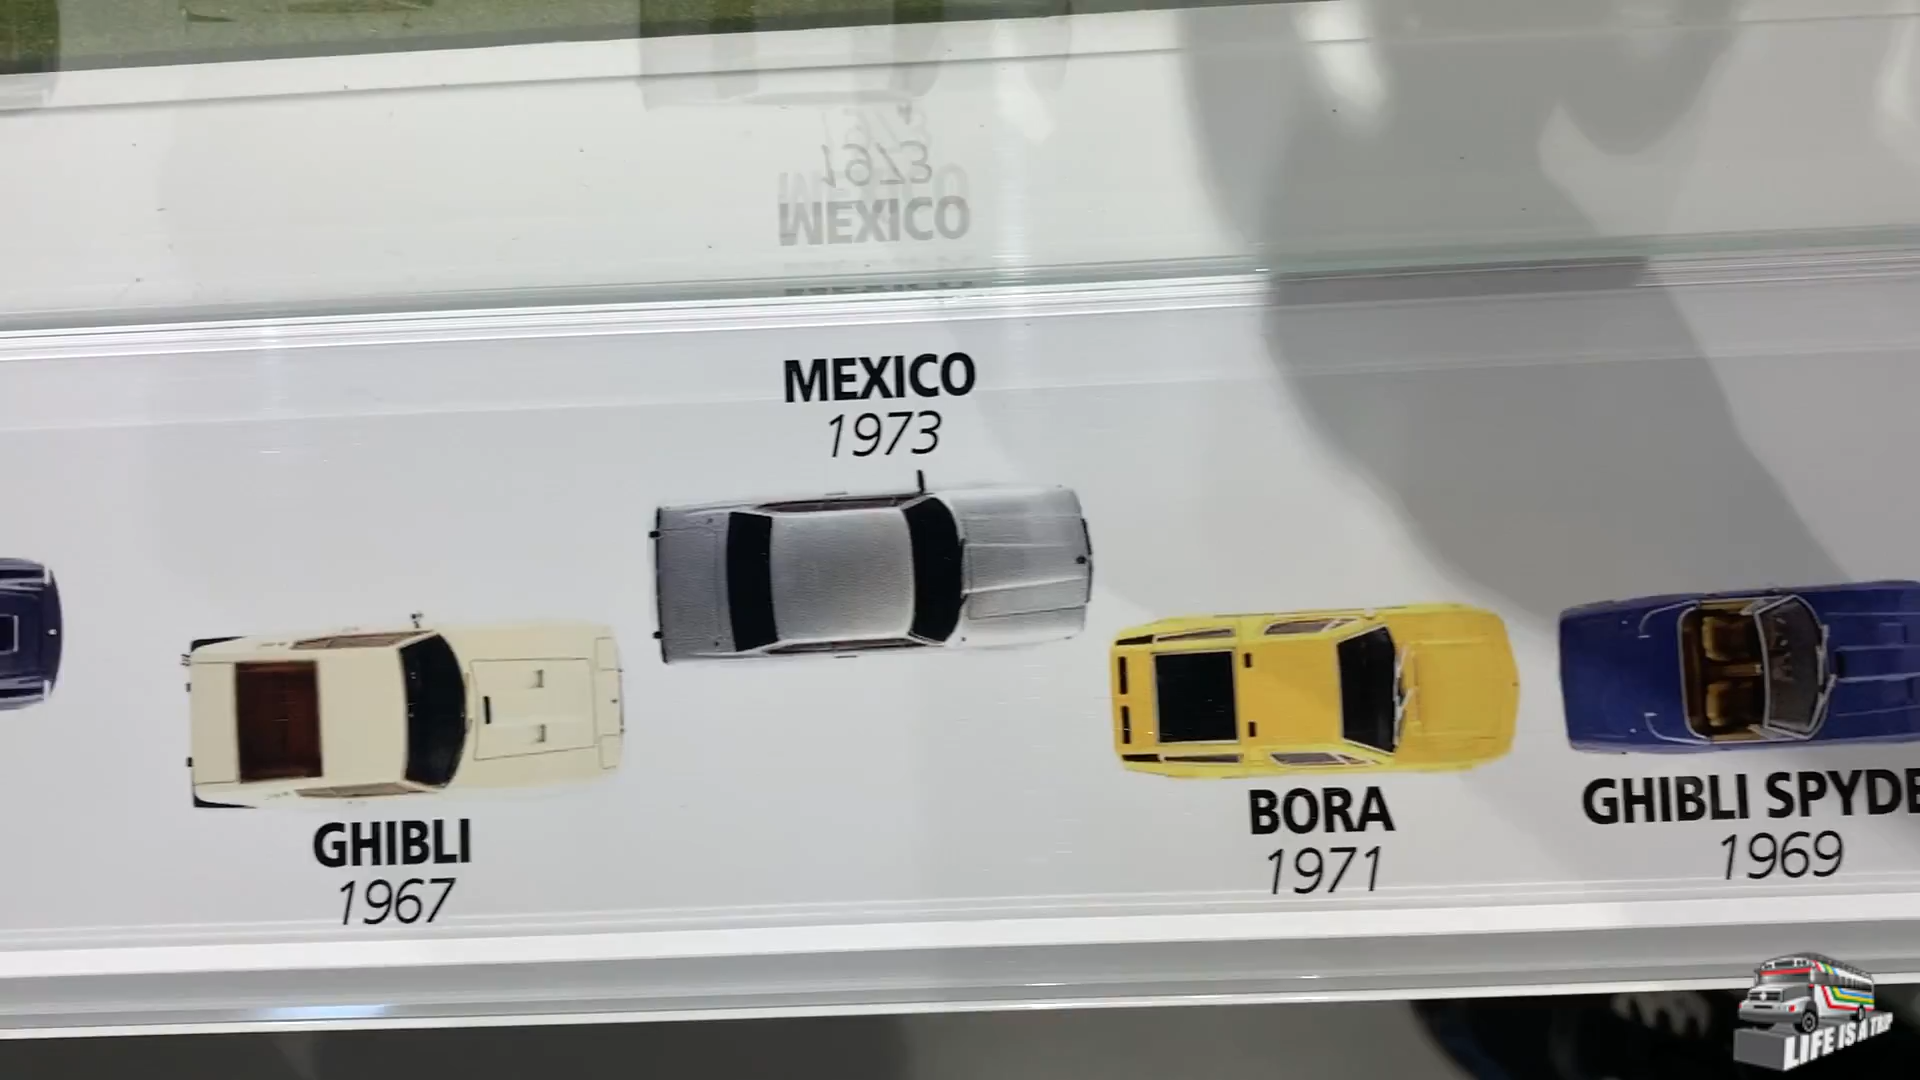 MEXICO
1973
GHIBLI
1967
BORA
1971
GHIBLI SPYDE
1969
LIFE IS A TRIP